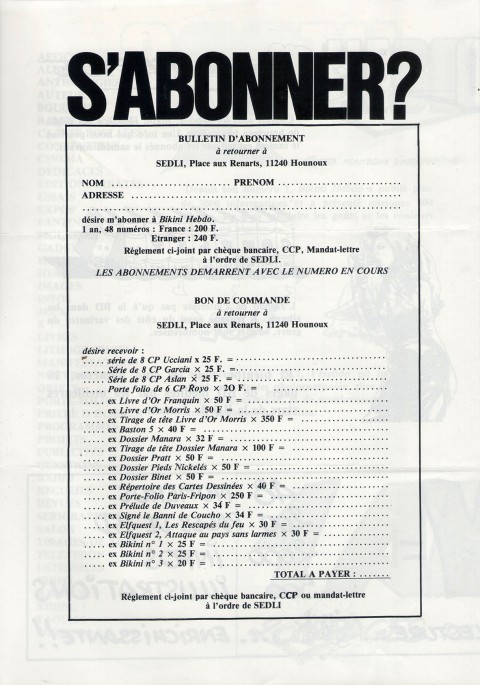 S'ABONNER?
BULLETIN D'ABONNEMENT
à retourner à
SEDLI, Place aux Renarts, 11240 Hounoux
NOM ........................ PRENOM ..........................
ADRESSE ........................................................
................................................................
désire m'abonner à Bikini Hebdo.
1 an, 48 numéros : France : 200 F.
Etranger : 240 F.
Règlement ci-joint par chèque bancaire, CCP, Mandat-lettre
à l'ordre de SEDLI.
LES ABONNEMENTS DEMARRENT AVEC LE NUMERO EN COURS
BON DE COMMANDE
à retourner à
SEDLI, Place aux Renarts, 11240 Hounoux
désire recevoir :
..... série de 8 CP Ucciani x 25 F. = ..............................
..... Série de 8 CP Garcia × 25 F. = ..............................
..... Série de 8 CP Aslan × 25 F. = ..............................
..... Porte folio de 6 CP Royo × 20 F. = ..........................
..... ex Livre d'Or Franquin × 50 F = ............................
..... ex Livre d'Or Morris × 50 F = ..............................
..... ex Tirage de tête Livre d'Or Morris × 350 F = ................
..... ex Baston 5 × 40 F = ......................................
..... ex Dossier Manara × 32 F = ................................
..... ex Tirage de tête Dossier Manara × 100 F = ..................
..... ex Dossier Pratt × 50 F = ..................................
..... ex Dossier Pieds Nickelés × 50 F = ..........................
..... ex Dossier Binet × 50 F = ..................................
..... ex Répertoire des Cartes Dessinées × 40 F = ..................
..... ex Porte-Folio Paris-Fripon × 250 F = ........................
..... ex Prélude de Duveaux × 34 F = ..............................
..... ex Signé le Banni de Coucho × 34 F = ........................
..... ex Elfquest 1, Les Rescapés du feu × 30 F = ..................
..... ex Elfquest 2, Attaque au pays sans larmes × 30 F = ..........
..... ex Bikini n° 1 × 25 F = ....................................
..... ex Bikini n° 2 × 25 F = ....................................
..... ex Bikini n° 3 × 20 F = ....................................
TOTAL A PAYER : .......
Règlement ci-joint par chèque bancaire, CCP ou mandat-lettre
à l'ordre de SEDLI